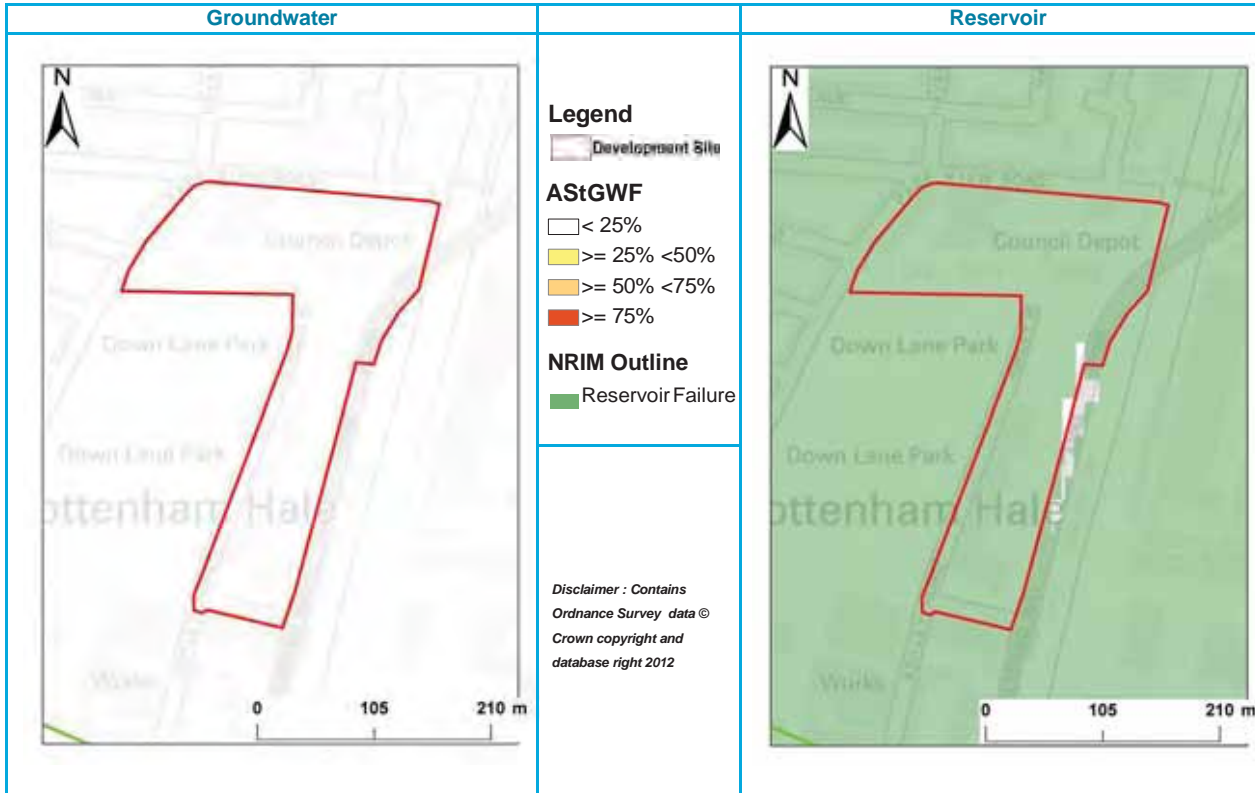 Groundwater
Reservoir
N
Council Depot
Down Lane Park
Down Lane Park
ottenham Hale
Works
0 105 210 m
Legend
Development Site
AStGWF
< 25%
>= 25% <50%
>= 50% <75%
>= 75%
NRIM Outline
Reservoir Failure
Disclaimer : Contains
Ordnance Survey data ©
Crown copyright and
database right 2012
N
Council Depot
Down Lane Park
Down Lane Park
ottenham Hale
Works
0 105 210 m